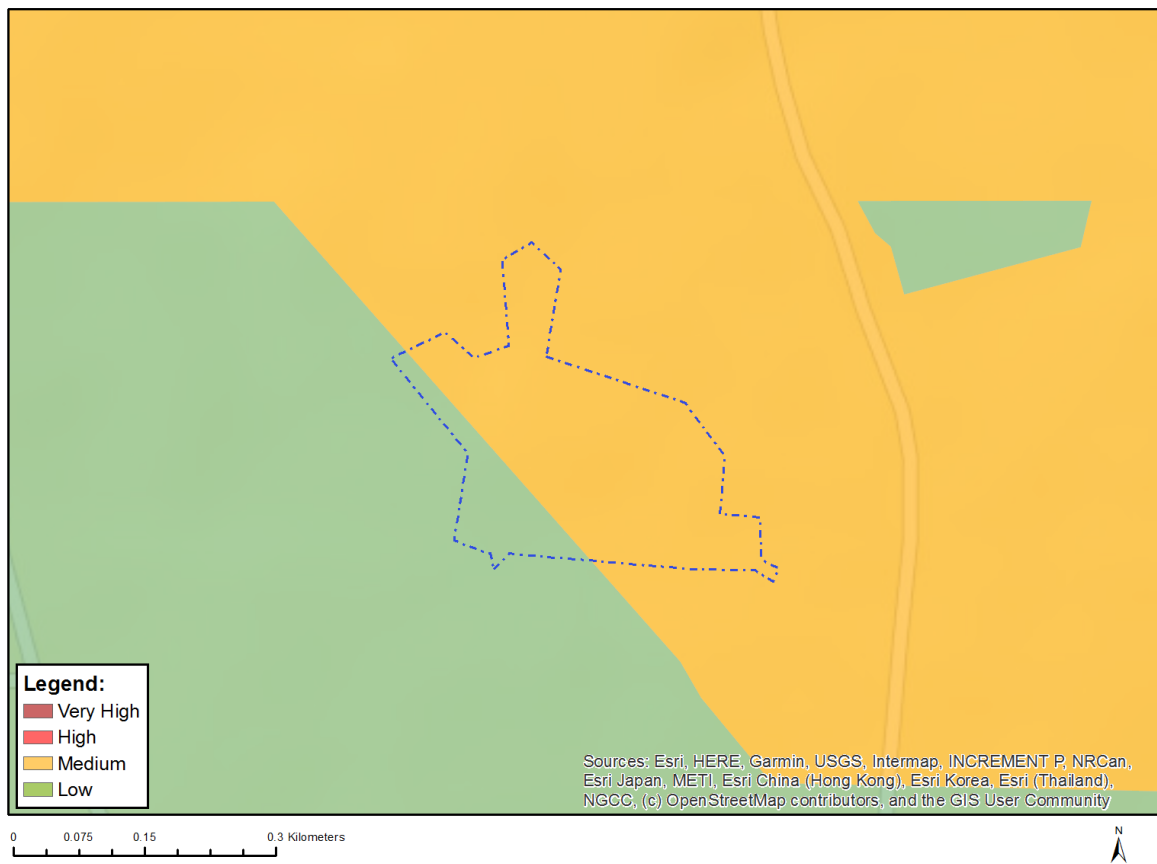 Legend:
Very High
High
Medium
Low
Sources: Esri, HERE, Garmin, USGS, Intermap, INCREMENT P, NRCan,
Esri Japan, METI, Esri China (Hong Kong), Esri Korea, Esri (Thailand),
NGCC, (c) OpenStreetMap contributors, and the GIS User Community
0 0.075 0.15 0.3 Kilometers
N